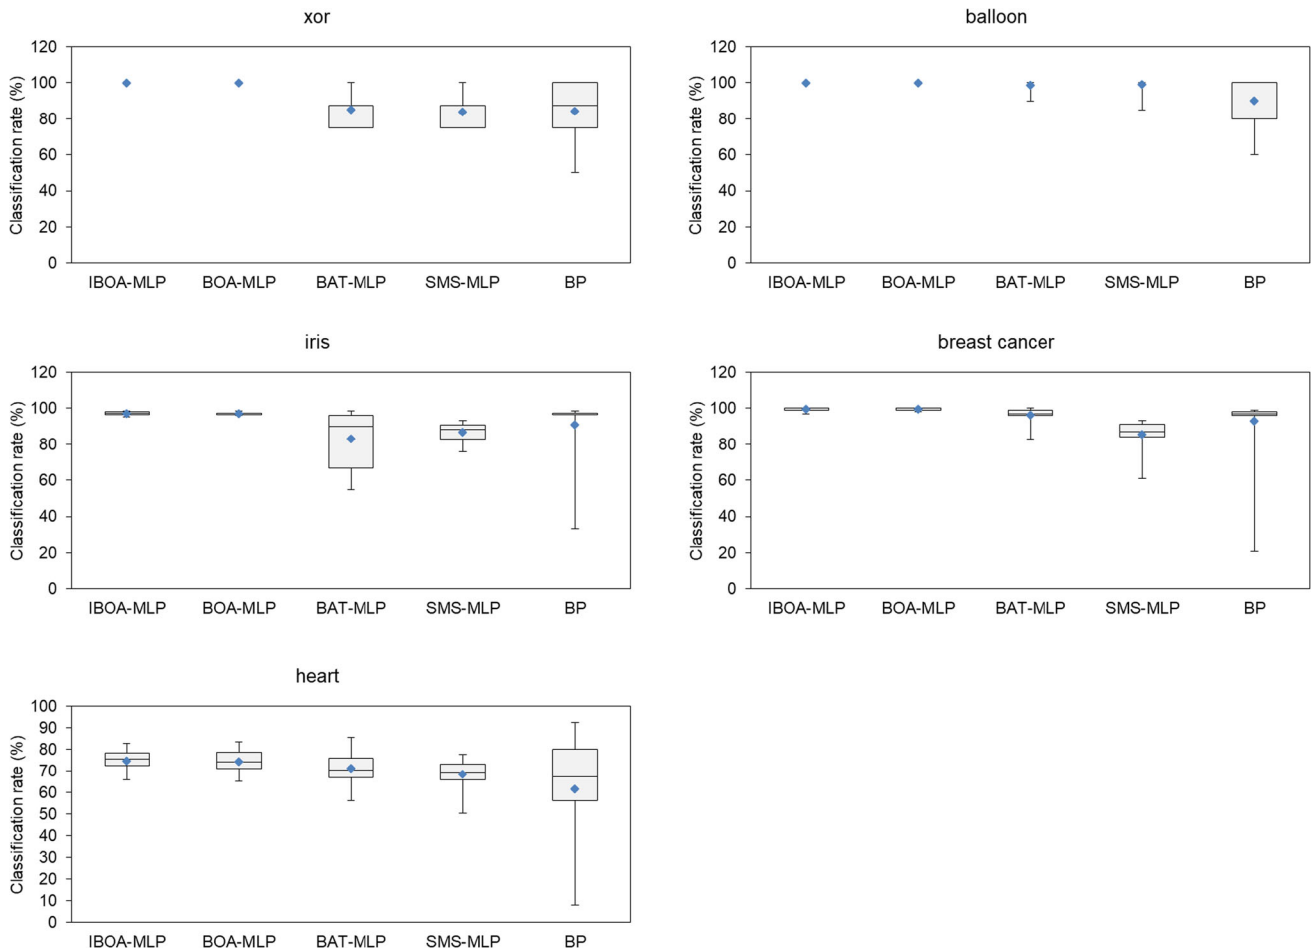 xor
Classification rate (%)
120
100
80
60
40
20
0
IBOA-MLP BOA-MLP BAT-MLP SMS-MLP BP
balloon
Classification rate (%)
120
100
80
60
40
20
0
IBOA-MLP BOA-MLP BAT-MLP SMS-MLP BP
iris
Classification rate (%)
120
100
80
60
40
20
0
IBOA-MLP BOA-MLP BAT-MLP SMS-MLP BP
breast cancer
Classification rate (%)
120
100
80
60
40
20
0
IBOA-MLP BOA-MLP BAT-MLP SMS-MLP BP
heart
Classification rate (%)
100
90
80
70
60
50
40
30
20
10
0
IBOA-MLP BOA-MLP BAT-MLP SMS-MLP BP